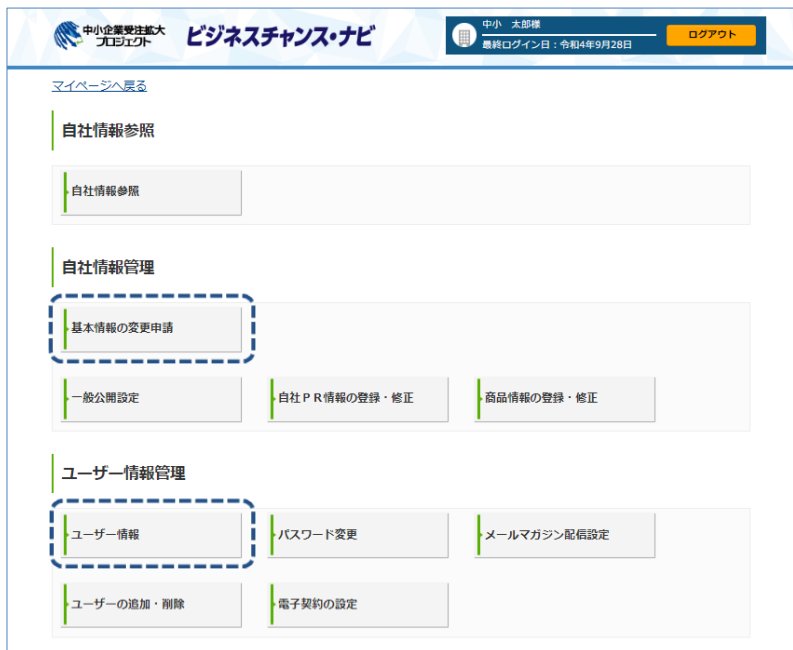 中小企業受注拡大
プロジェクト
ビジネスチャンス・ナビ
中小 太郎様
最終ログイン日：令和4年9月28日
ログアウト
マイページへ戻る
自社情報参照
自社情報参照
自社情報管理
基本情報の変更申請
一般公開設定
自社ＰＲ情報の登録・修正
商品情報の登録・修正
ユーザー情報管理
ユーザー情報
パスワード変更
メールマガジン配信設定
ユーザーの追加・削除
電子契約の設定